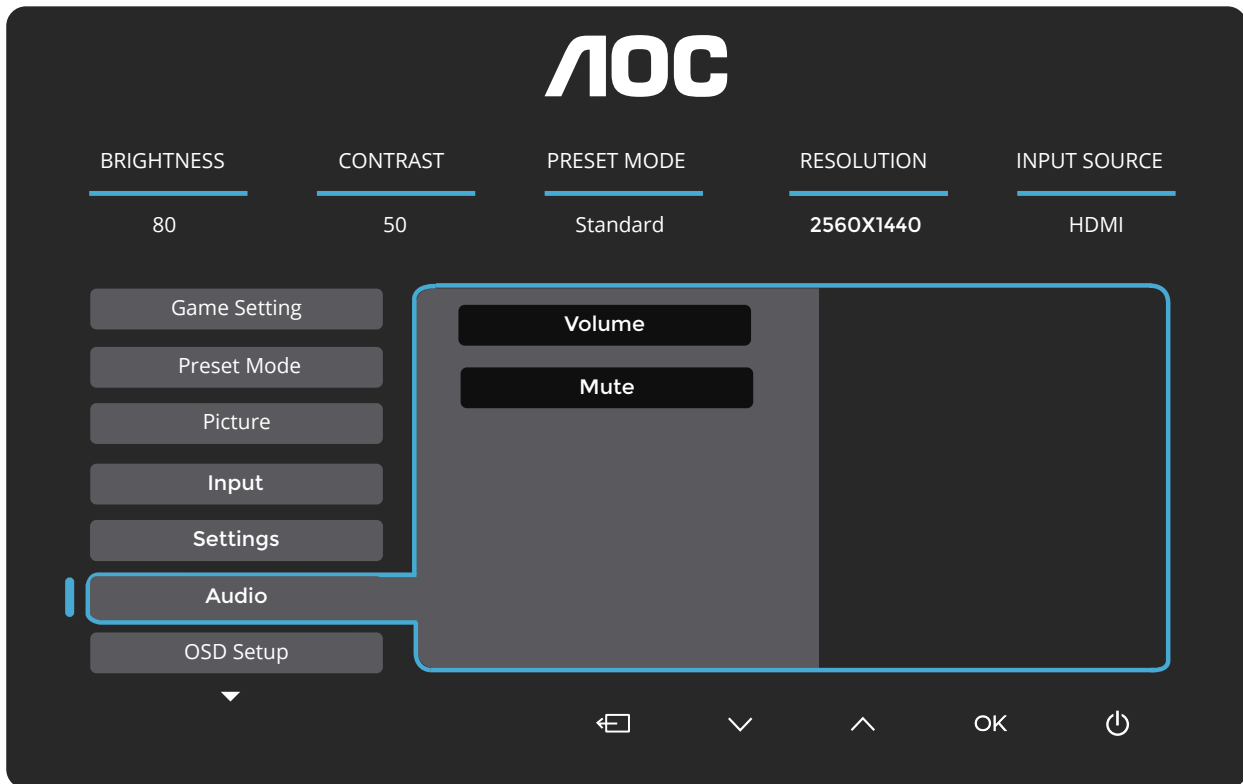 AOC
BRIGHTNESS CONTRAST PRESET MODE RESOLUTION INPUT SOURCE
80 50 Standard 2560X1440 HDMI
Game Setting
Volume
Preset Mode
Mute
Picture
Input
Settings
Audio
OSD Setup
OK